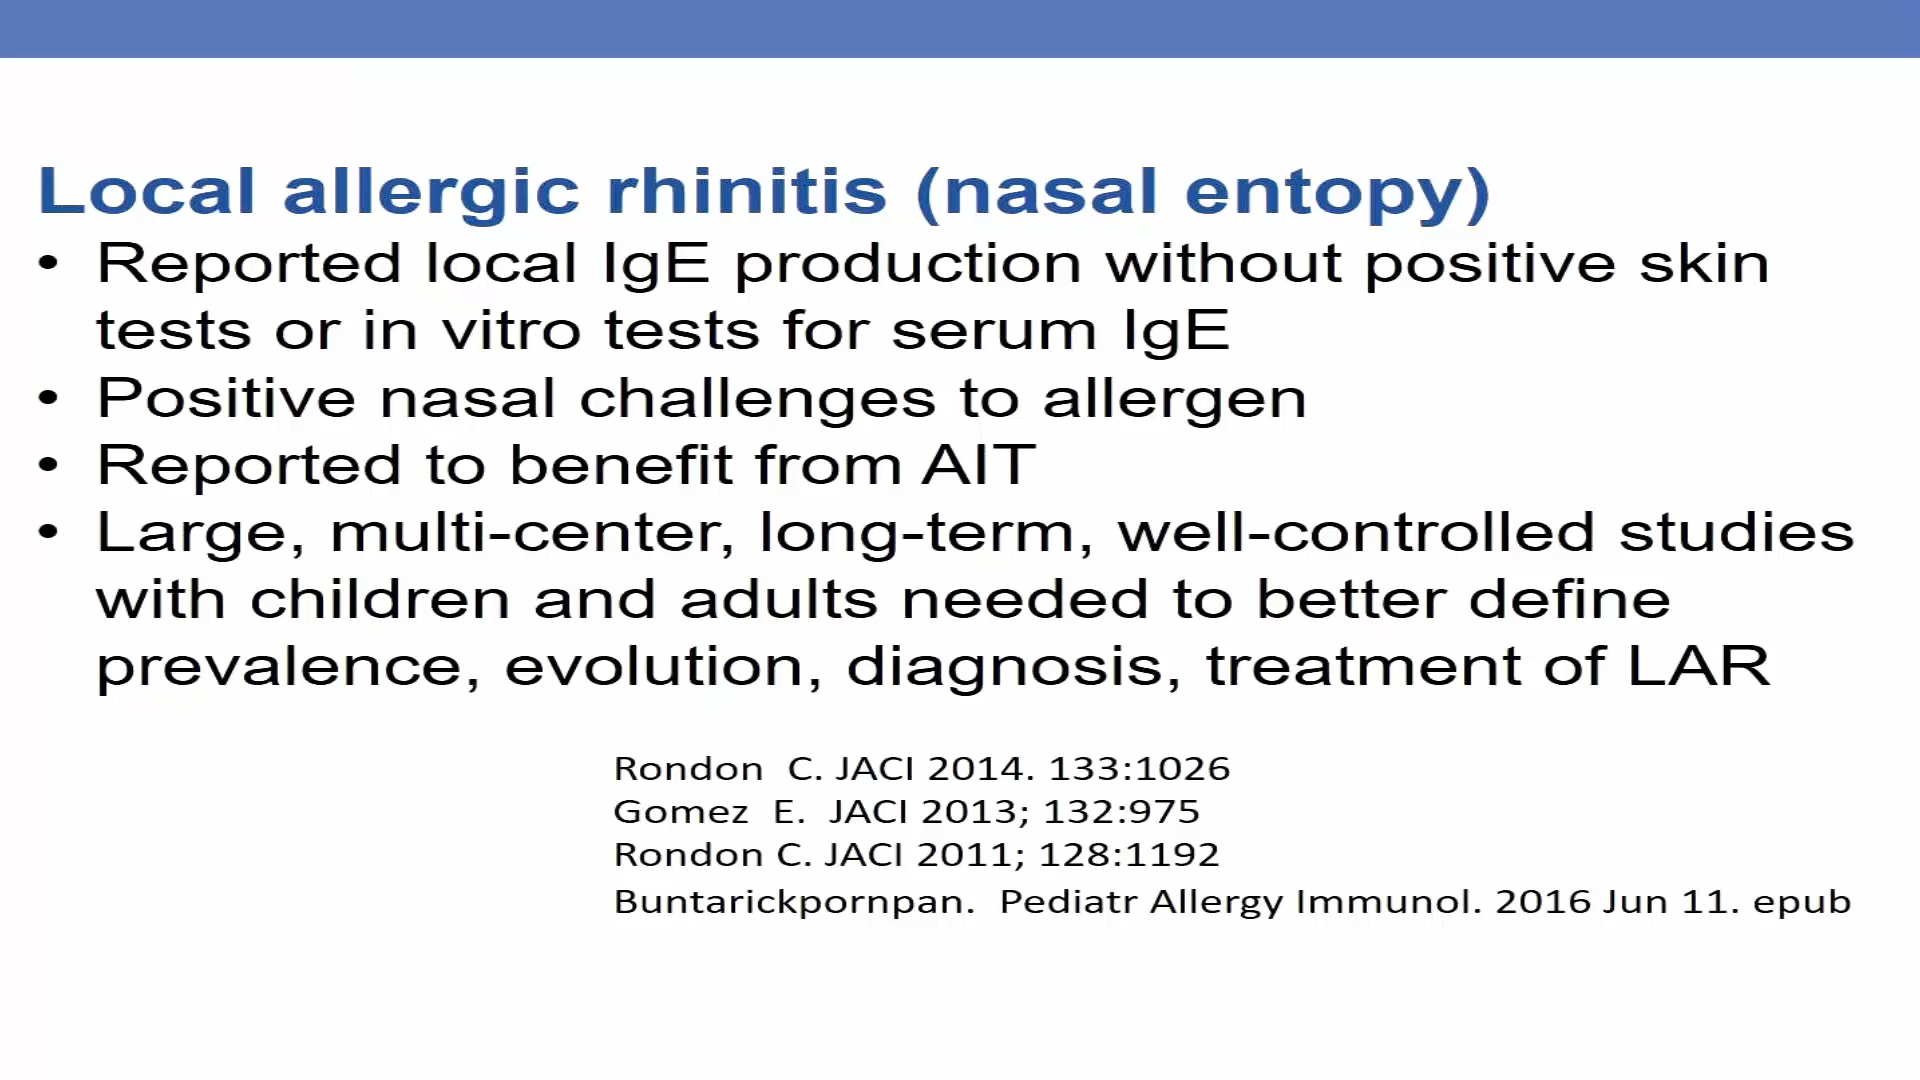 Local allergic rhinitis (nasal entopy)
• Reported local IgE production without positive skin
tests or in vitro tests for serum IgE
• Positive nasal challenges to allergen
• Reported to benefit from AIT
• Large, multi-center, long-term, well-controlled studies
with children and adults needed to better define
prevalence, evolution, diagnosis, treatment of LAR
Rondon C. JACI 2014. 133:1026
Gomez E. JACI 2013; 132:975
Rondon C. JACI 2011; 128:1192
Buntarickpornpan. Pediatr Allergy Immunol. 2016 Jun 11. epub